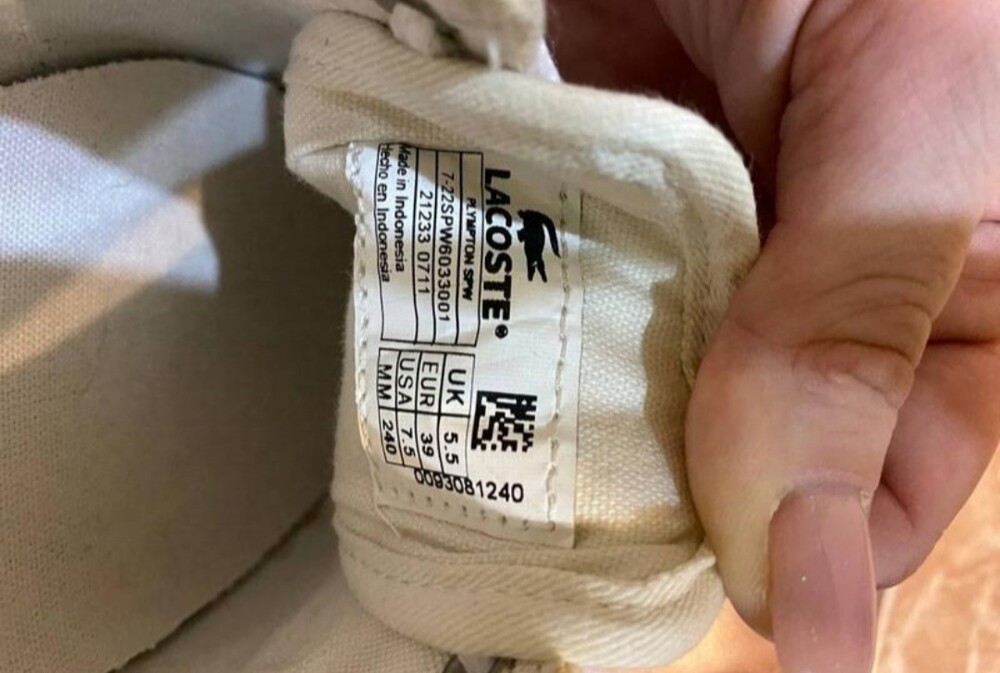 LACOSTE®
PLYMPTON SPW
7-22SPW6033001
21233 0711
Made in Indonesia
Hecho en Indonesia
UK 5.5
EUR 39
USA 7.5
MM 240
0093081240